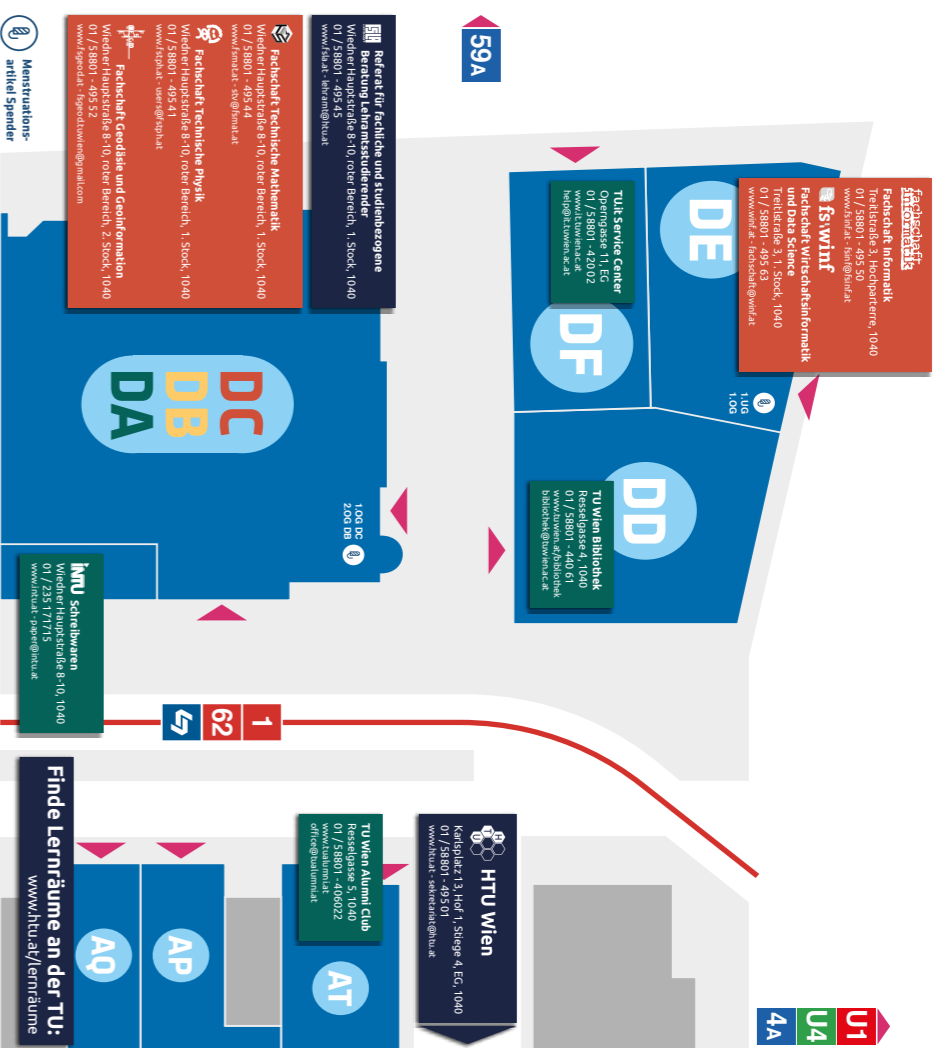 59A
Menstruations-
artikel Spender
Referat für fachliche und studienbezogene
Beratung Lehramtsstudierender
Wiedner Hauptstraße 8-10, roter Bereich, 1. Stock, 1040
01 / 58801 - 495 45
www.fsla.at - lehramt@htu.at
Fachschaft Technische Mathematik
Wiedner Hauptstraße 8-10, roter Bereich, 1. Stock, 1040
01 / 58801 - 495 44
www.fsmat.at - stv@fsmat.at
Fachschaft Technische Physik
Wiedner Hauptstraße 8-10, roter Bereich, 1. Stock, 1040
01 / 58801 - 495 41
www.fstph.at - users@fstph.at
Fachschaft Geodäsie und Geoinformation
Wiedner Hauptstraße 8-10, roter Bereich, 2. Stock, 1040
01 / 58801 - 495 52
www.fsgeod.at - fsgeod.tuwien@gmail.com
fachschaft
informatik
Fachschaft Informatik
Treitlstraße 3, Hochparterre, 1040
01 / 58801 - 495 50
www.fsinf.at - fsinf@fsinf.at
fs:winf
Fachschaft Wirtschaftsinformatik
und Data Science
Treitlstraße 3, 1. Stock, 1040
01 / 58801 - 495 63
www.winf.at - fachschaft@winf.at
DE
1.UG
1.OG
TU.it Service Center
Operngasse 11, EG
01 / 58801 - 420 02
www.it.tuwien.ac.at
help@it.tuwien.ac.at
DF
DD
TU Wien Bibliothek
Resselgasse 4, 1040
01 / 58801 - 440 61
www.tuwien.at/bibliothek
bibliothek@tuwien.ac.at
DC
DB
DA
1.OG DC
2.OG DB
INTU Schreibwaren
Wiedner Hauptstraße 8-10, 1040
01 / 235 171715
www.intu.at - paper@intu.at
1
62
TU Wien Alumni Club
Resselgasse 5, 1040
01 / 58801 - 406022
www.tualumni.at
office@tualumni.at
HTU
HTU Wien
Karlsplatz 13, Hof 1, Stiege 4, EG, 1040
01 / 58801 - 495 01
www.htu.at - sekretariat@htu.at
Finde Lernräume an der TU:
www.htu.at/lernräume
AT
AP
AQ
U1
U4
4A